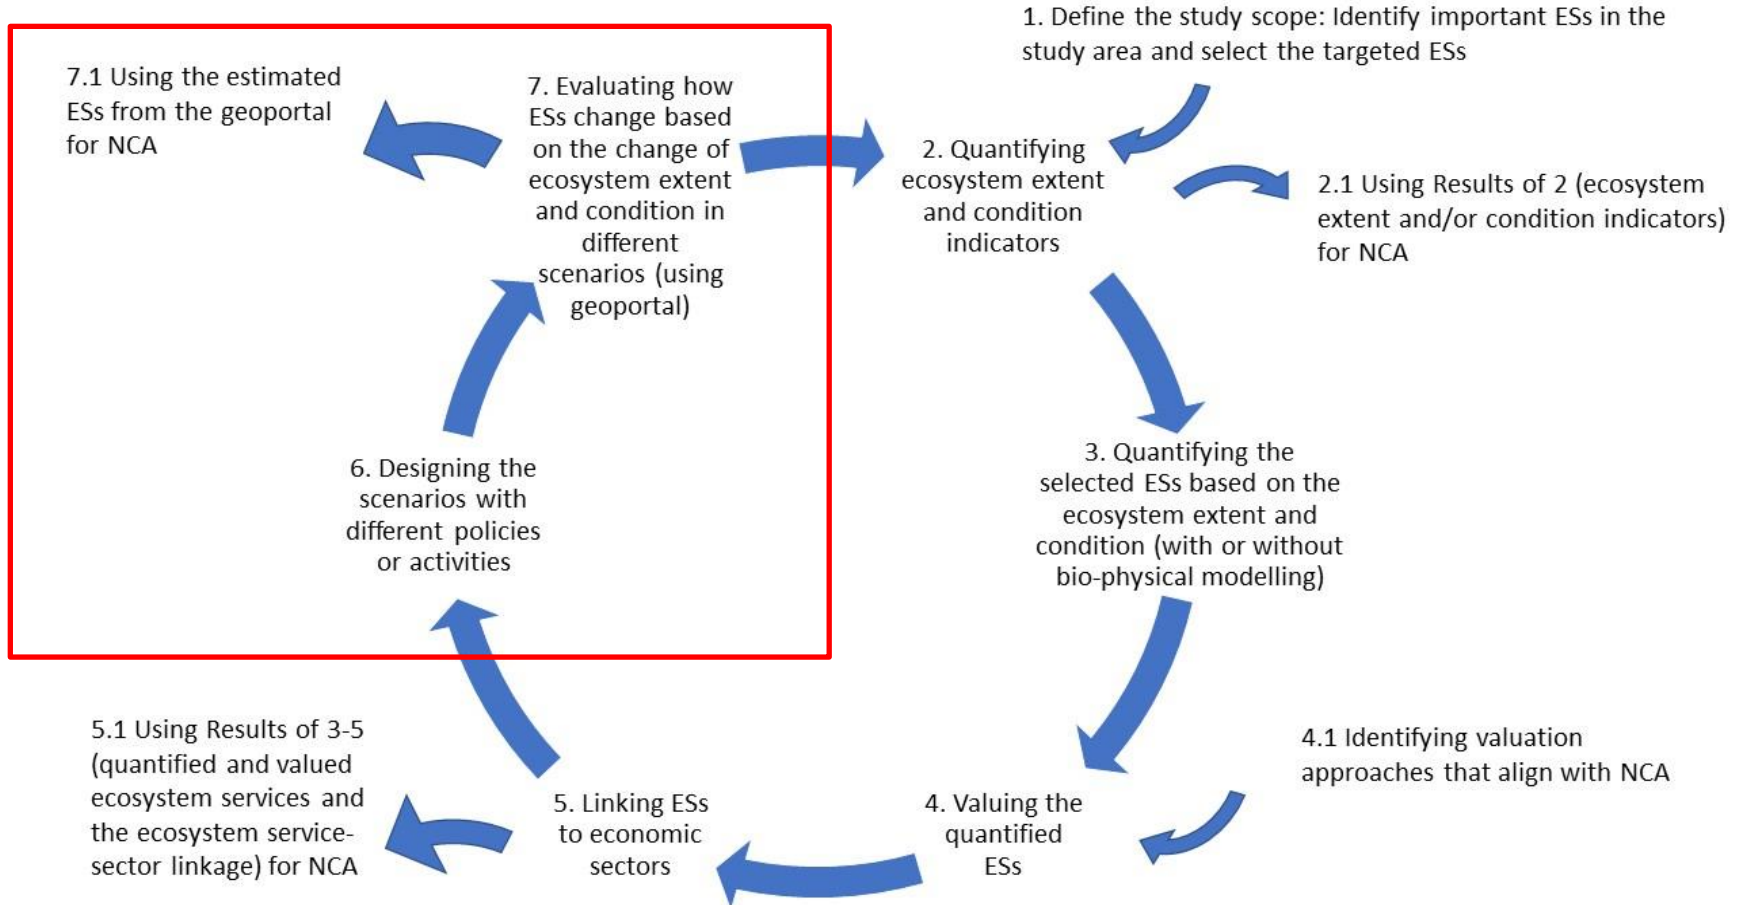 1. Define the study scope: Identify important ESs in the
study area and select the targeted ESs
2. Quantifying
ecosystem extent
and condition
indicators
2.1 Using Results of 2 (ecosystem
extent and/or condition indicators)
for NCA
3. Quantifying the
selected ESs based on the
ecosystem extent and
condition (with or without
bio-physical modelling)
4.1 Identifying valuation
approaches that align with NCA
4. Valuing the
quantified
ESs
5. Linking ESs
to economic
sectors
5.1 Using Results of 3-5
(quantified and valued
ecosystem services and
the ecosystem service-
sector linkage) for NCA
6. Designing the
scenarios with
different policies
or activities
7. Evaluating how
ESs change based
on the change of
ecosystem extent
and condition in
different
scenarios (using
geoportal)
7.1 Using the estimated
ESs from the geoportal
for NCA